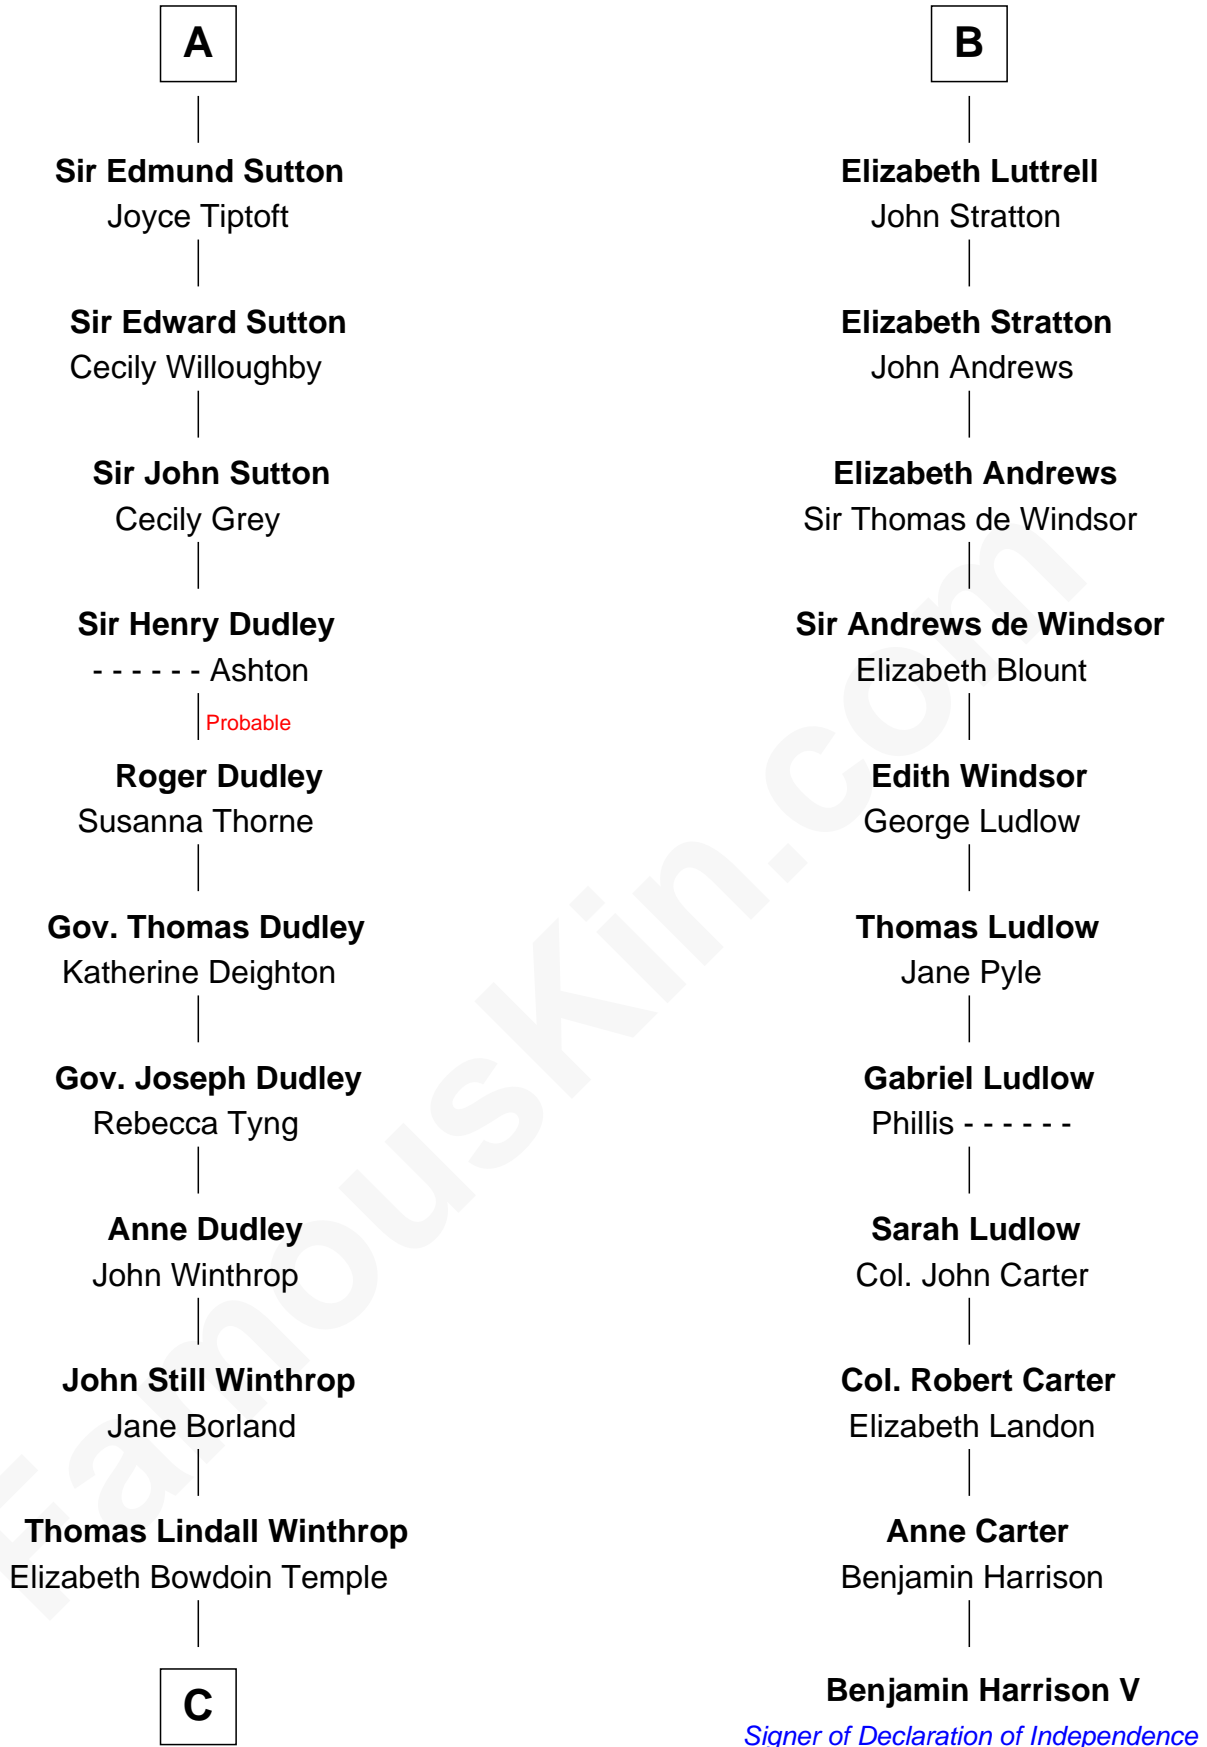 A
Sir Edmund Sutton
Joyce Tiptoft
Sir Edward Sutton
Cecily Willoughby
Sir John Sutton
Cecily Grey
Sir Henry Dudley
- - - - - - Ashton
Probable
Roger Dudley
Susanna Thorne
Gov. Thomas Dudley
Katherine Deighton
Gov. Joseph Dudley
Rebecca Tyng
Anne Dudley
John Winthrop
John Still Winthrop
Jane Borland
Thomas Lindall Winthrop
Elizabeth Bowdoin Temple
C
B
Elizabeth Luttrell
John Stratton
Elizabeth Stratton
John Andrews
Elizabeth Andrews
Sir Thomas de Windsor
Sir Andrews de Windsor
Elizabeth Blount
Edith Windsor
George Ludlow
Thomas Ludlow
Jane Pyle
Gabriel Ludlow
Phillis - - - - - -
Sarah Ludlow
Col. John Carter
Col. Robert Carter
Elizabeth Landon
Anne Carter
Benjamin Harrison
Benjamin Harrison V
Signer of Declaration of Independence
FamousKin.com